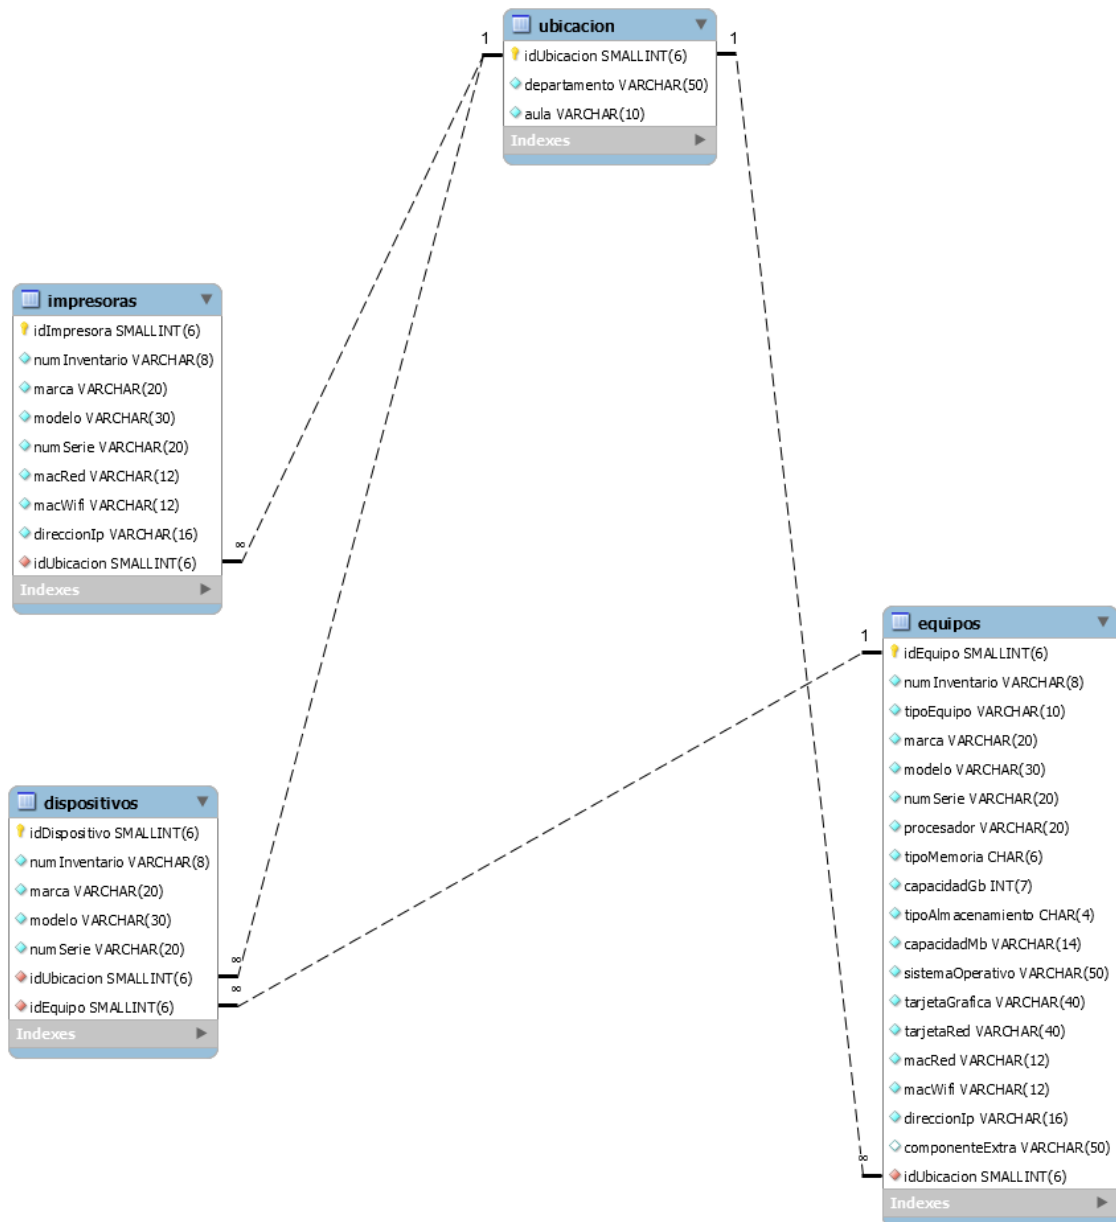 ubicacion
idUbicacion SMALLINT(6)
departamento VARCHAR(50)
aula VARCHAR(10)
Indexes
1
1
impresoras
idImpresora SMALLINT(6)
numInventario VARCHAR(8)
marca VARCHAR(20)
modelo VARCHAR(30)
numSerie VARCHAR(20)
macRed VARCHAR(12)
macWifi VARCHAR(12)
direccionIp VARCHAR(16)
idUbicacion SMALLINT(6)
Indexes
∞
dispositivos
idDispositivo SMALLINT(6)
numInventario VARCHAR(8)
marca VARCHAR(20)
modelo VARCHAR(30)
numSerie VARCHAR(20)
idUbicacion SMALLINT(6)
idEquipo SMALLINT(6)
Indexes
∞
∞
1
equipos
idEquipo SMALLINT(6)
numInventario VARCHAR(8)
tipoEquipo VARCHAR(10)
marca VARCHAR(20)
modelo VARCHAR(30)
numSerie VARCHAR(20)
procesador VARCHAR(20)
tipoMemoria CHAR(6)
capacidadGb INT(7)
tipoAlmacenamiento CHAR(4)
capacidadMb VARCHAR(14)
sistemaOperativo VARCHAR(50)
tarjetaGrafica VARCHAR(40)
tarjetaRed VARCHAR(40)
macRed VARCHAR(12)
macWifi VARCHAR(12)
direccionIp VARCHAR(16)
componenteExtra VARCHAR(50)
idUbicacion SMALLINT(6)
Indexes
∞